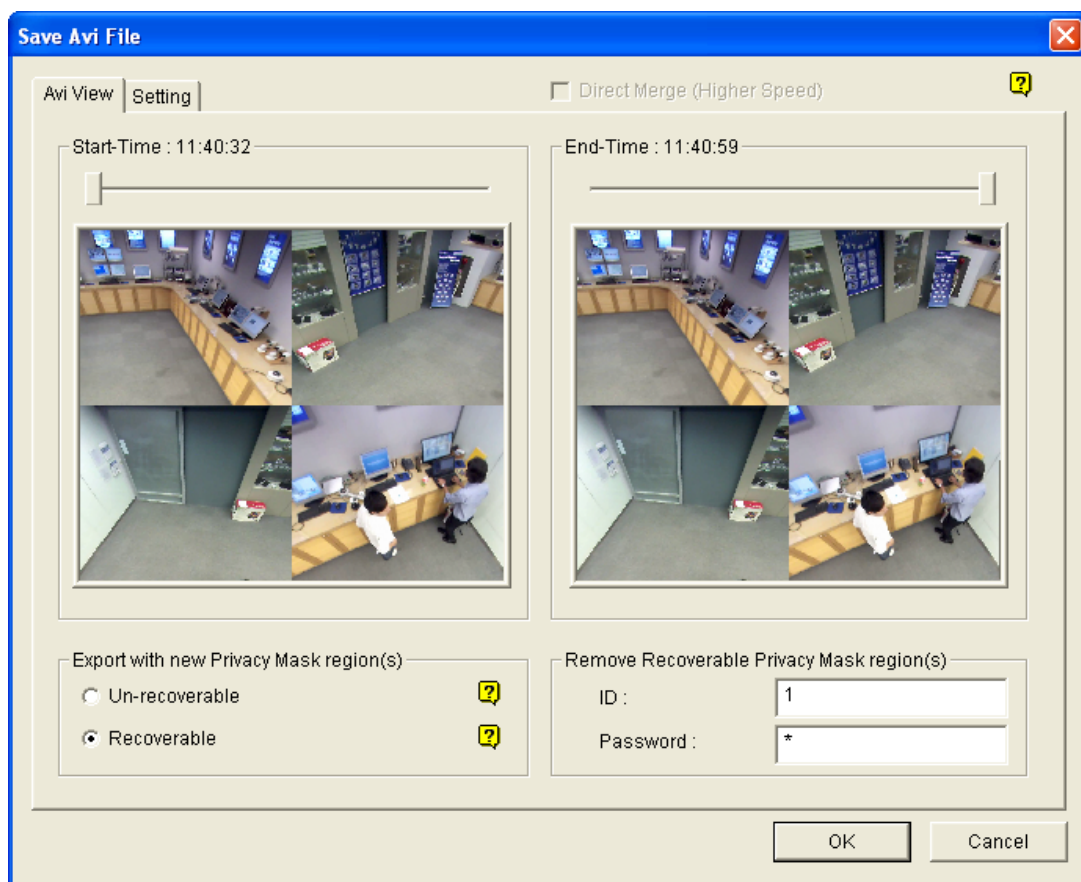 Save Avi File
Avi View
Setting
Direct Merge (Higher Speed)
Start-Time : 11:40:32
End-Time : 11:40:59
Export with new Privacy Mask region(s)
Un-recoverable
Recoverable
Remove Recoverable Privacy Mask region(s)
ID :
1
Password :
*
OK
Cancel